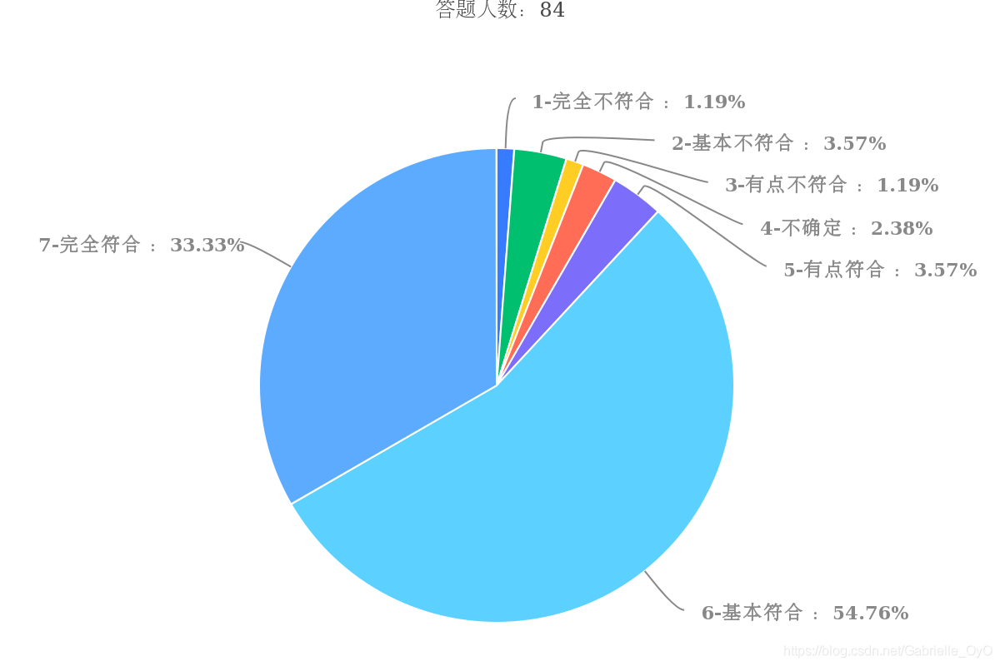 答题人数：84
1-完全不符合 ：1.19%
2-基本不符合 ：3.57%
3-有点不符合 ：1.19%
4-不确定 ：2.38%
5-有点符合 ：3.57%
7-完全符合 ：33.33%
6-基本符合 ：54.76%
https://blog.csdn.net/Gabrielle_OyO